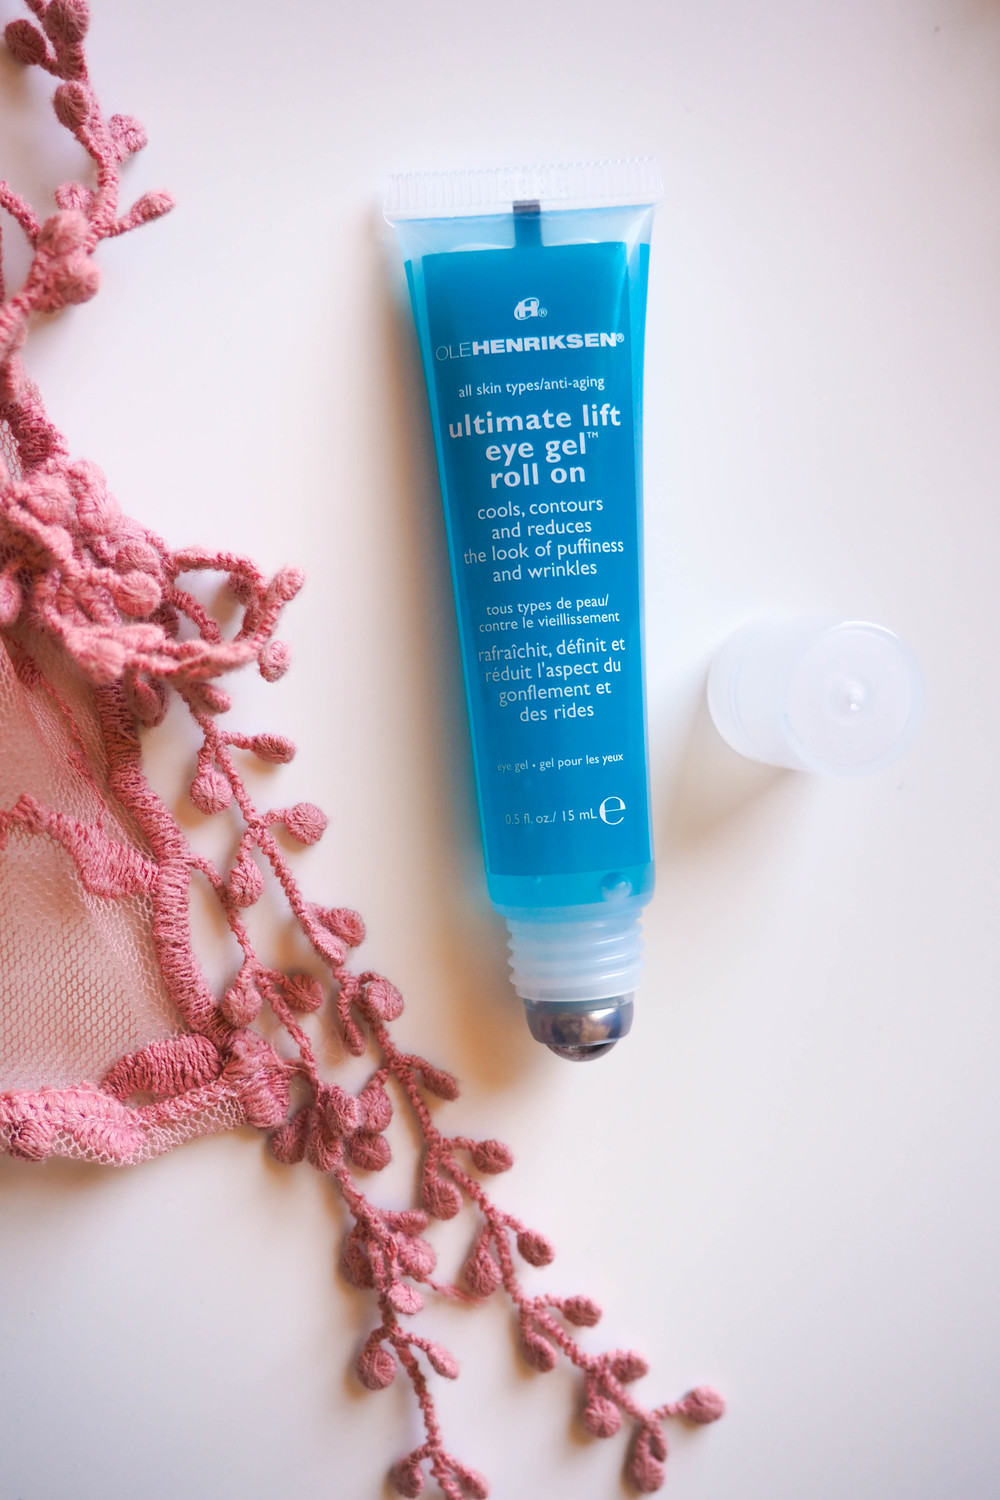 H®
OLEHENRIKSEN®
all skin types/anti-aging
ultimate lift
eye gel™
roll on
cools, contours
and reduces
the look of puffiness
and wrinkles
tous types de peau/
contre le vieillissement
rafraîchit, définit et
réduit l'aspect du
gonflement et
des rides
eye gel • gel pour les yeux
0.5 fl. oz./ 15 mL ℮